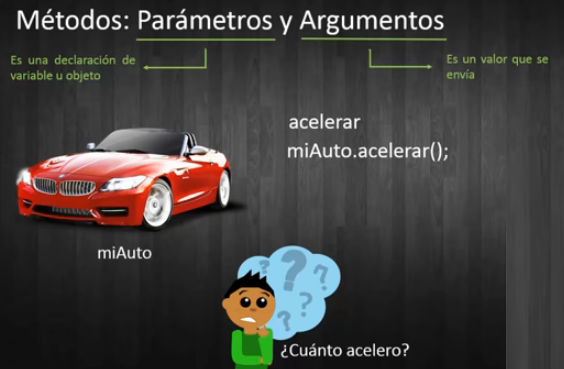 Métodos: Parámetros y Argumentos
Es una declaración de
variable u objeto
Es un valor que se
envía
acelerar
miAuto.acelerar();
miAuto
¿Cuánto acelero?